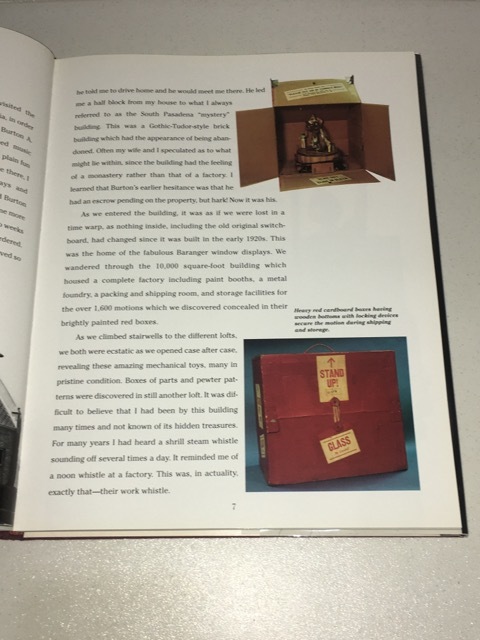 visited the
in order
Burton A.
music
plain fun
there, I
and
Burton
more
weeks
so
he told me to drive home and he would meet me there. He led
me a half block from my house to what I always
referred to as the South Pasadena "mystery"
building. This was a Gothic-Tudor-style brick
building which had the appearance of being aban-
doned. Often my wife and I speculated as to what
might lie within, since the building had the feeling
of a monastery rather than that of a factory. I
learned that Burton's earlier hesitance was that he
had an escrow pending on the property, but hark! Now it was his.
As we entered the building, it was as if we were lost in a
time warp, as nothing inside, including the old original switch-
board, had changed since it was built in the early 1920s. This
was the home of the fabulous Baranger window displays. We
wandered through the 10,000 square-foot building which
housed a complete factory including paint booths, a metal
foundry, a packing and shipping room, and storage facilities for
the over 1,600 motions which we discovered concealed in their
brightly painted red boxes.
As we climbed stairwells to the different lofts,
we both were ecstatic as we opened case after case,
revealing these amazing mechanical toys, many in
pristine condition. Boxes of parts and pewter pat-
terns were discovered in still another loft. It was dif-
ficult to believe that I had been by this building
many times and not known of its hidden treasures.
For many years I had heard a shrill steam whistle
sounding off several times a day. It reminded me of
a noon whistle at a factory. This was, in actuality,
exactly that—their work whistle.
Heavy red cardboard boxes having
wooden bottoms with locking devices
secure the motion during shipping
and storage.
STAND
UP!
GLASS
7